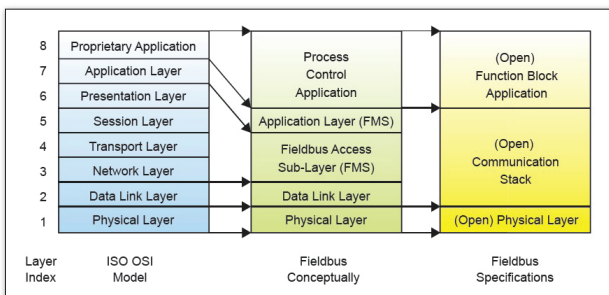 8
Proprietary Application
7
Application Layer
6
Presentation Layer
5
Session Layer
4
Transport Layer
3
Network Layer
2
Data Link Layer
1
Physical Layer
Process
Control
Application
Application Layer (FMS)
Fieldbus Access
Sub-Layer (FMS)
Data Link Layer
Physical Layer
(Open)
Function Block
Application
(Open)
Communication
Stack
(Open) Physical Layer
Layer
Index
ISO OSI
Model
Fieldbus
Conceptually
Fieldbus
Specifications